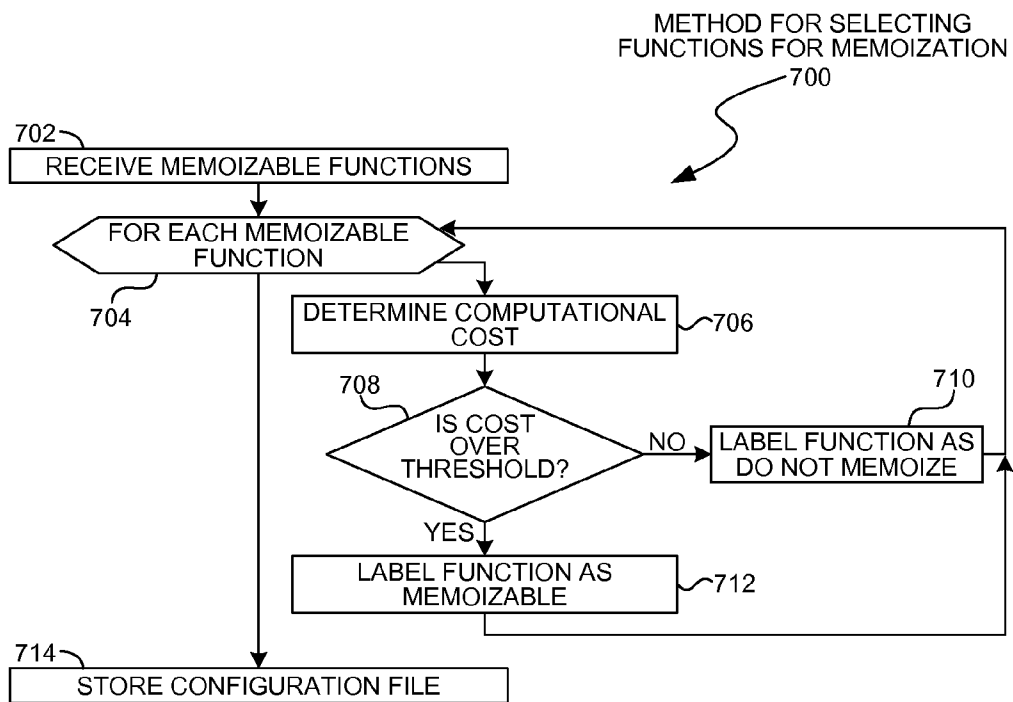 METHOD FOR SELECTING
FUNCTIONS FOR MEMOIZATION
700
702
RECEIVE MEMOIZABLE FUNCTIONS
FOR EACH MEMOIZABLE
FUNCTION
704
DETERMINE COMPUTATIONAL
COST
706
708
IS COST
OVER
THRESHOLD?
NO
710
LABEL FUNCTION AS
DO NOT MEMOIZE
YES
LABEL FUNCTION AS
MEMOIZABLE
712
714
STORE CONFIGURATION FILE